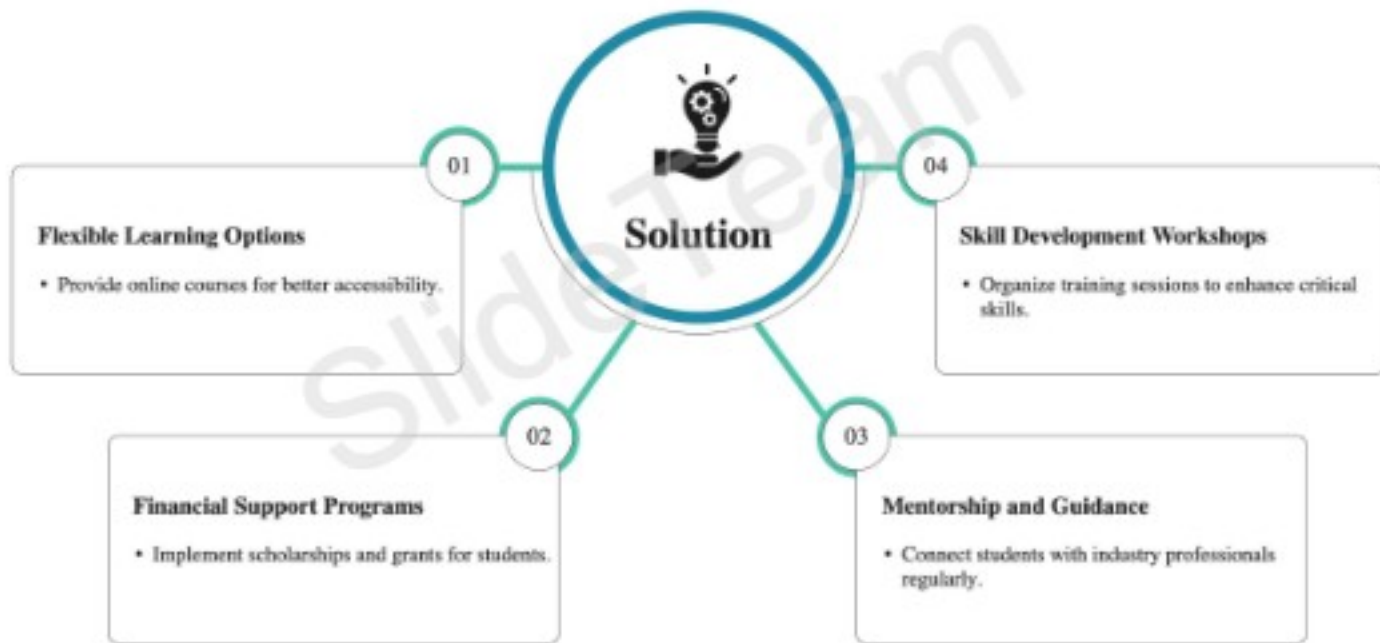 Solution
01
Flexible Learning Options
• Provide online courses for better accessibility.
02
Financial Support Programs
• Implement scholarships and grants for students.
03
Mentorship and Guidance
• Connect students with industry professionals
regularly.
04
Skill Development Workshops
• Organize training sessions to enhance critical
skills.
SlideTeam